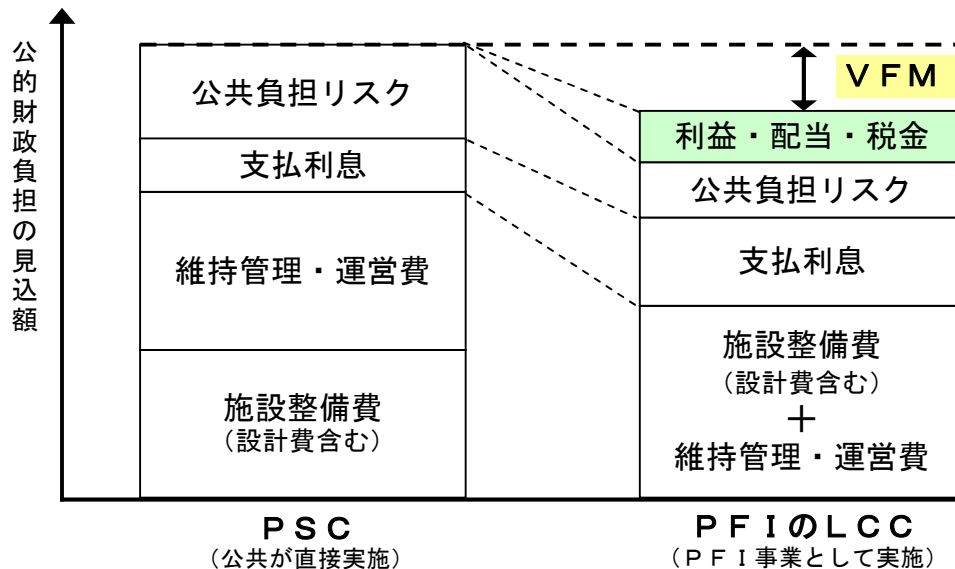 公的財政負担の見込額
公共負担リスク
支払利息
維持管理・運営費
施設整備費
（設計費含む）
ＰＳＣ
（公共が直接実施）
ＶＦＭ
利益・配当・税金
公共負担リスク
支払利息
施設整備費
（設計費含む）
＋
維持管理・運営費
ＰＦＩのＬＣＣ
（ＰＦＩ事業として実施）